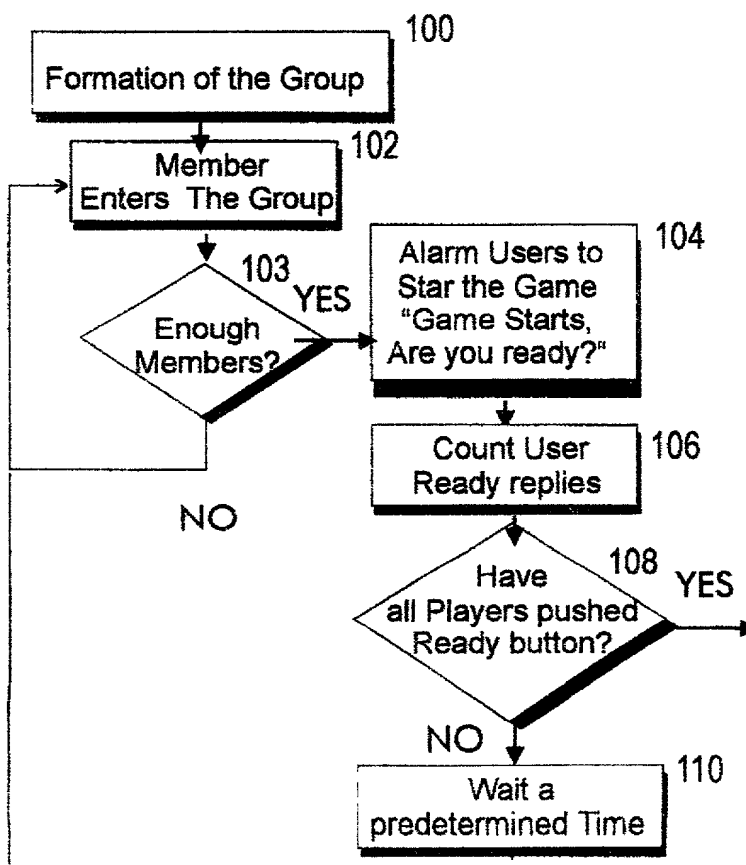 100
Formation of the Group
102
Member
Enters The Group
103
Enough
Members?
YES
NO
104
Alarm Users to
Star the Game
"Game Starts,
Are you ready?"
106
Count User
Ready replies
108
Have
all Players pushed
Ready button?
YES
NO
110
Wait a
predetermined Time